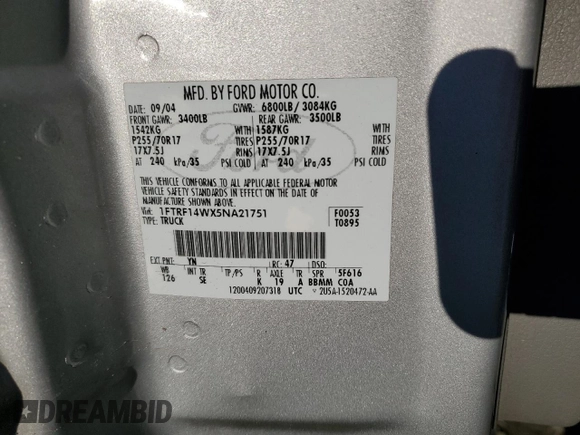 MFD. BY FORD MOTOR CO.
DATE: 09/04 GVWR: 6800LB/ 3084KG
FRONT GAWR: 3400LB REAR GAWR: 3500LB
1542KG WITH 1587KG WITH
P255/70R17 TIRES P255/70R17 TIRES
17X7.5J RIMS 17X7.5J RIMS
AT 240 kPa/35 PSI COLD AT 240 kPa/35 PSI COLD
THIS VEHICLE CONFORMS TO ALL APPLICABLE FEDERAL MOTOR
VEHICLE SAFETY STANDARDS IN EFFECT ON THE DATE OF
MANUFACTURE SHOWN ABOVE.
VIN: 1FTRF14WX5NA21751 F0053
TYPE: TRUCK T0895
EXT PNT: YN RC: 47 DSO:
WB INT TR TP/PS R AXLE TR SPR 5F616
126 SE K 19 A BBMM C0A
1200409207318 UTC 2U5A-1520472-AA
Ford
DREAMBID